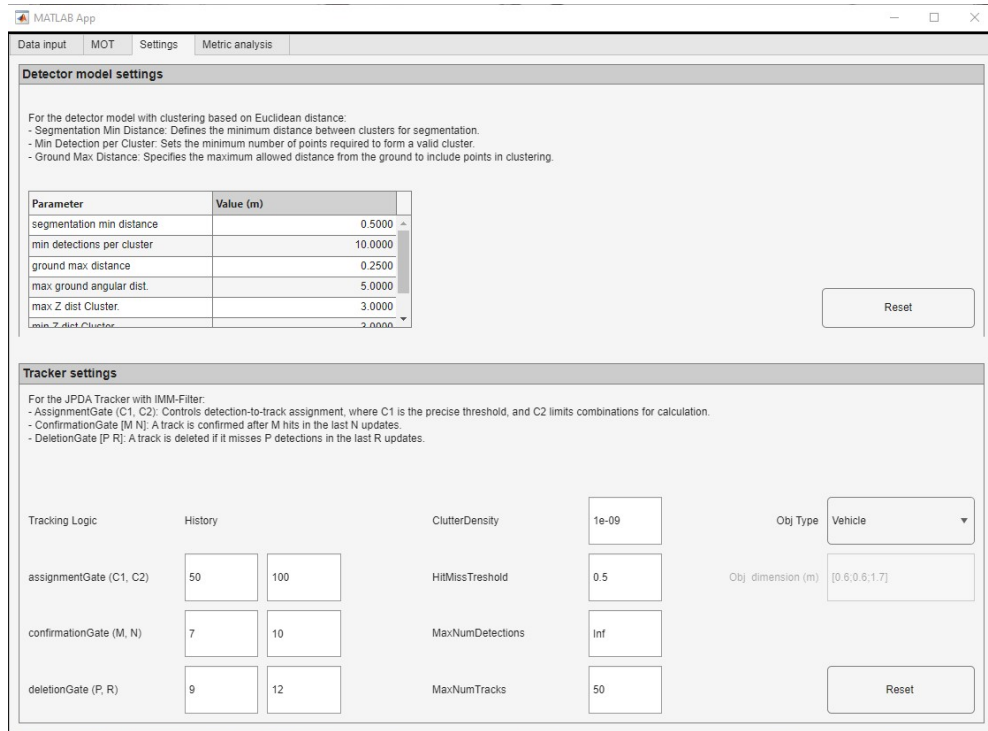 MATLAB App
Data input MOT Settings Metric analysis
Detector model settings
For the detector model with clustering based on Euclidean distance:
- Segmentation Min Distance: Defines the minimum distance between clusters for segmentation.
- Min Detection per Cluster: Sets the minimum number of points required to form a valid cluster.
- Ground Max Distance: Specifies the maximum allowed distance from the ground to include points in clustering.
Parameter Value (m)
segmentation min distance 0.5000
min detections per cluster 10.0000
ground max distance 0.2500
max ground angular dist. 5.0000
max Z dist Cluster. 3.0000
min Z dist Cluster 2.0000
Reset
Tracker settings
For the JPDA Tracker with IMM-Filter:
- AssignmentGate (C1, C2): Controls detection-to-track assignment, where C1 is the precise threshold, and C2 limits combinations for calculation.
- ConfirmationGate [M N]: A track is confirmed after M hits in the last N updates.
- DeletionGate [P R]: A track is deleted if it misses P detections in the last R updates.
Tracking Logic History ClutterDensity 1e-09 Obj Type Vehicle
assignmentGate (C1, C2) 50 100 HitMissTreshold 0.5 Obj dimension (m) [0.6;0.6;1.7]
confirmationGate (M, N) 7 10 MaxNumDetections Inf
deletionGate (P, R) 9 12 MaxNumTracks 50 Reset